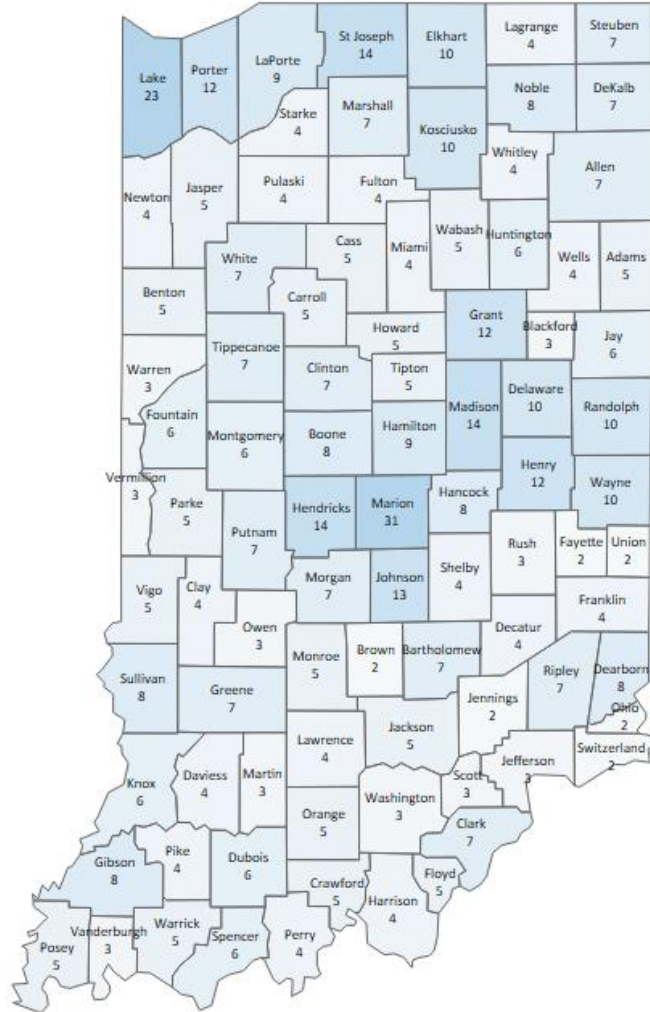 St Joseph
14
Elkhart
10
Lagrange
4
Steuben
7
Lake
23
Porter
12
LaPorte
9
Noble
8
DeKalb
7
Starke
4
Marshall
7
Kosciusko
10
Whitley
4
Allen
7
Newton
4
Jasper
5
Pulaski
4
Fulton
4
Miami
4
Wabash
5
Huntington
6
Wells
4
Adams
5
White
7
Cass
5
Benton
5
Carroll
5
Grant
12
Blackford
3
Howard
5
Jay
6
Warren
3
Tippecanoe
7
Clinton
7
Tipton
5
Madison
14
Delaware
10
Randolph
10
Fountain
6
Montgomery
6
Boone
8
Hamilton
9
Henry
12
Wayne
10
Vermillion
3
Parke
5
Putnam
7
Hendricks
14
Marion
31
Hancock
8
Rush
3
Fayette
2
Union
2
Vigo
5
Clay
4
Morgan
7
Johnson
13
Shelby
4
Franklin
4
Owen
3
Decatur
4
Sullivan
8
Greene
7
Monroe
5
Brown
2
Bartholomew
7
Ripley
7
Dearborn
8
Jennings
2
Ohio
2
Jackson
5
Lawrence
4
Switzerland
2
Knox
6
Daviess
4
Martin
3
Scott
3
Jefferson
3
Orange
5
Washington
3
Clark
7
Gibson
8
Pike
4
Dubois
6
Floyd
5
Crawford
5
Harrison
4
Posey
5
Vanderburgh
3
Warrick
5
Spencer
6
Perry
4